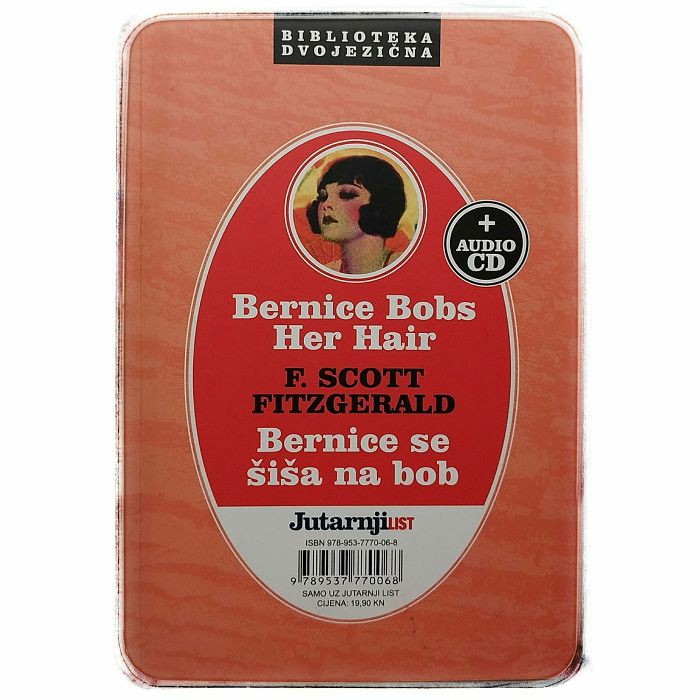 BIBLIOTEKA
DVOJEZIČNA
+
AUDIO
CD
Bernice Bobs
Her Hair
F. SCOTT
FITZGERALD
Bernice se
šiša na bob
JutarnjiLIST
ISBN 978-953-7770-06-8
9 789537 770068
SAMO UZ JUTARNJI LIST
CIJENA: 19,90 KN